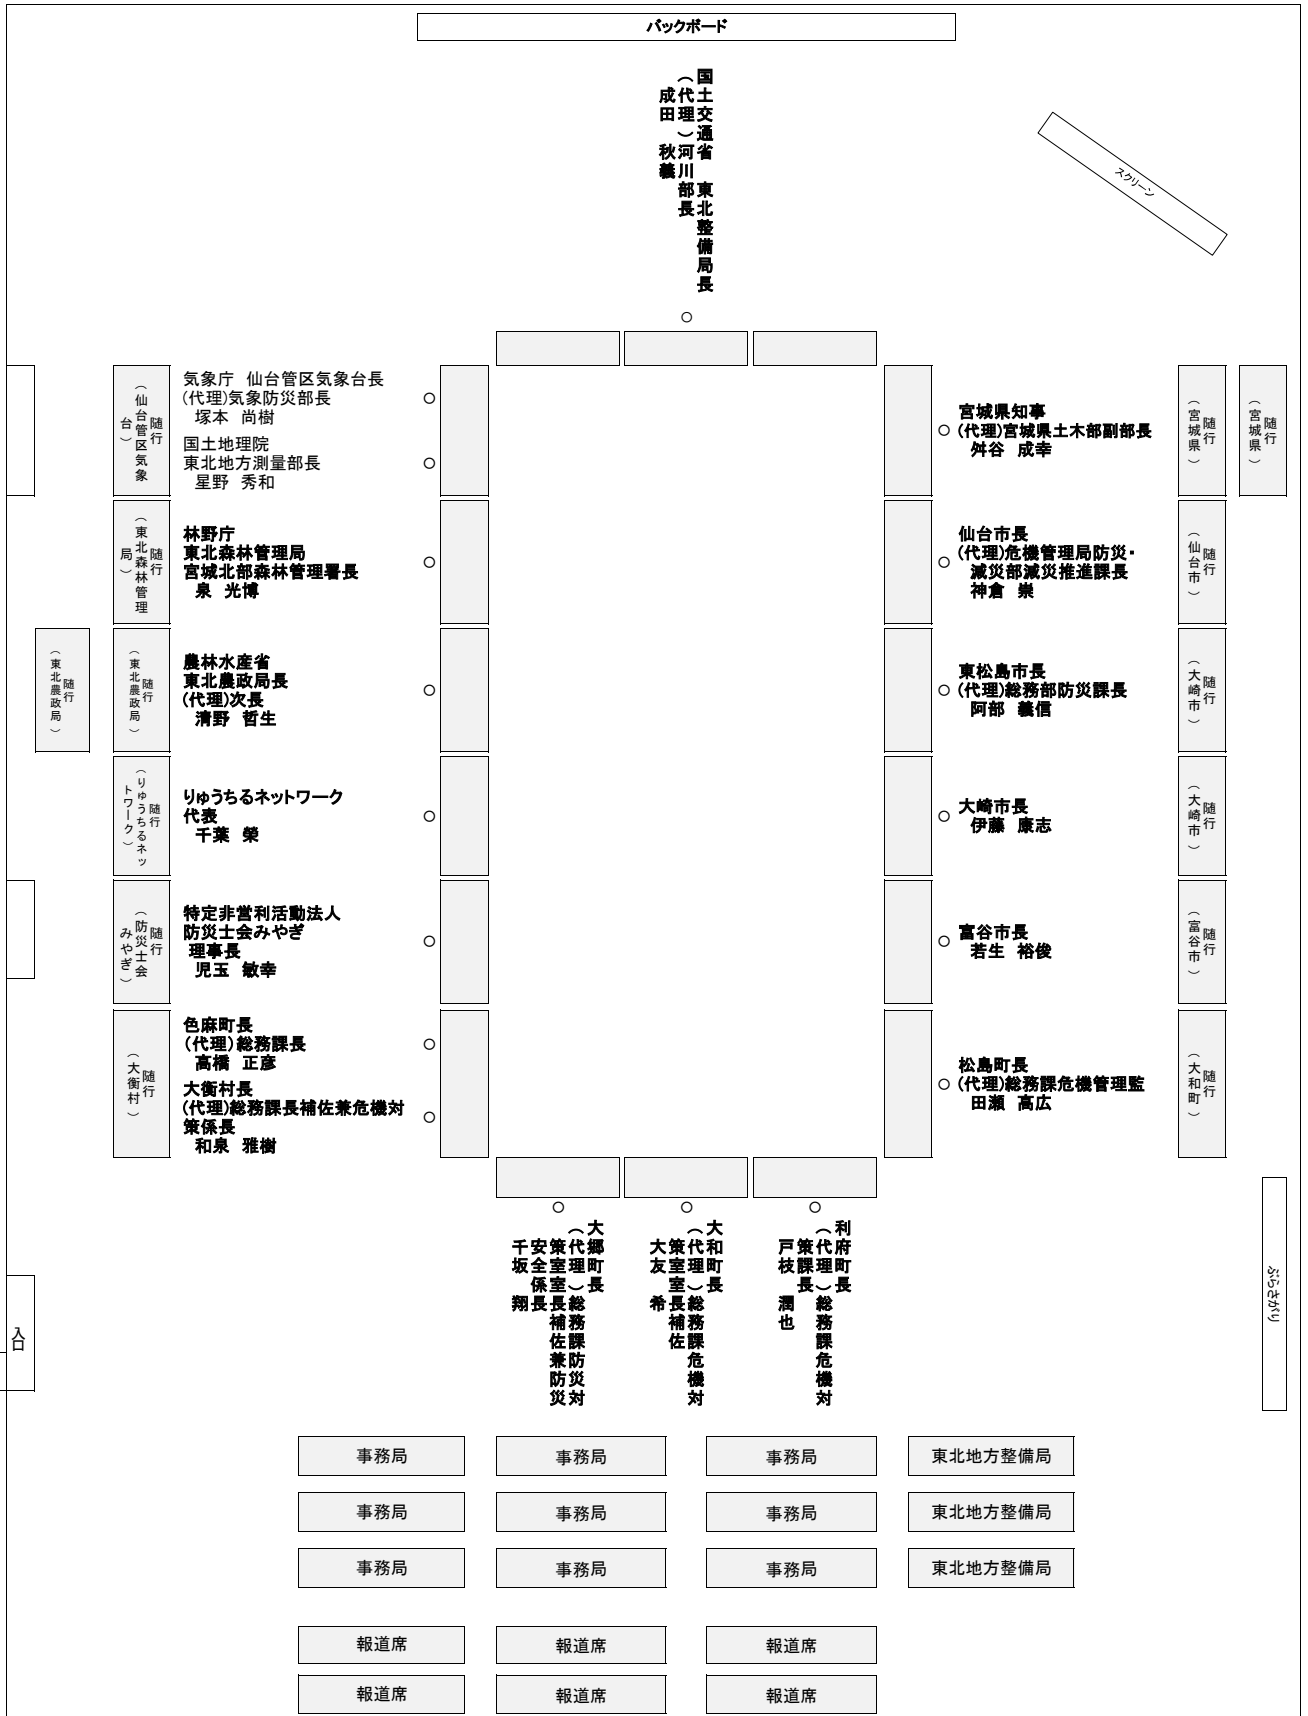 バックボード
国土交通省　東北整備局長
（代理）河川部長
成田　秋義
スクリーン
随行
（仙台管区気象
台）
気象庁　仙台管区気象台長
(代理)気象防災部長
塚本　尚樹
国土地理院
東北地方測量部長
星野　秀和
随行
（東北森林管理
局）
林野庁
東北森林管理局
宮城北部森林管理署長
泉　光博
随行
（東北農政局）
随行
（東北農政局）
農林水産省
東北農政局長
(代理)次長
清野　哲生
随行
（りゅうちるネッ
トワーク）
りゅうちるネットワーク
代表
千葉　榮
随行
（防災士会
みやぎ）
特定非営利活動法人
防災士会みやぎ
理事長
児玉　敏幸
随行
（大衡村）
色麻町長
(代理)総務課長
高橋　正彦
大衡村長
(代理)総務課長補佐兼危機対
策係長
和泉　雅樹
宮城県知事
(代理)宮城県土木部副部長
舛谷　成幸
随行
（宮城県）
随行
（宮城県）
仙台市長
(代理)危機管理局防災・
減災部減災推進課長
神倉　崇
随行
（仙台市）
東松島市長
(代理)総務部防災課長
阿部　義信
随行
（大崎市）
大崎市長
伊藤　康志
随行
（大崎市）
富谷市長
若生　裕俊
随行
（富谷市）
松島町長
(代理)総務課危機管理監
田瀬　高広
随行
（大和町）
大郷町長
（代理）総務課防災対
策室室長補佐兼防災
安全係長
千坂　翔
大和町長
（代理）総務課危機対
策室室長補佐
大友　希
利府町長
（代理）総務課危機対
策課長
戸枝　潤也
ぶらさがり
入口
事務局
事務局
事務局
東北地方整備局
事務局
事務局
事務局
東北地方整備局
事務局
事務局
事務局
東北地方整備局
報道席
報道席
報道席
報道席
報道席
報道席